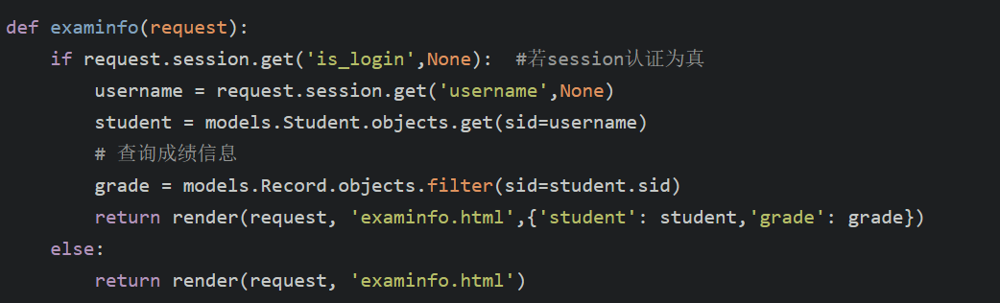 def examinfo(request):
    if request.session.get('is_login',None):  #若session认证为真
        username = request.session.get('username',None)
        student = models.Student.objects.get(sid=username)
        # 查询成绩信息
        grade = models.Record.objects.filter(sid=student.sid)
        return render(request, 'examinfo.html',{'student': student,'grade': grade})
    else:
        return render(request, 'examinfo.html')